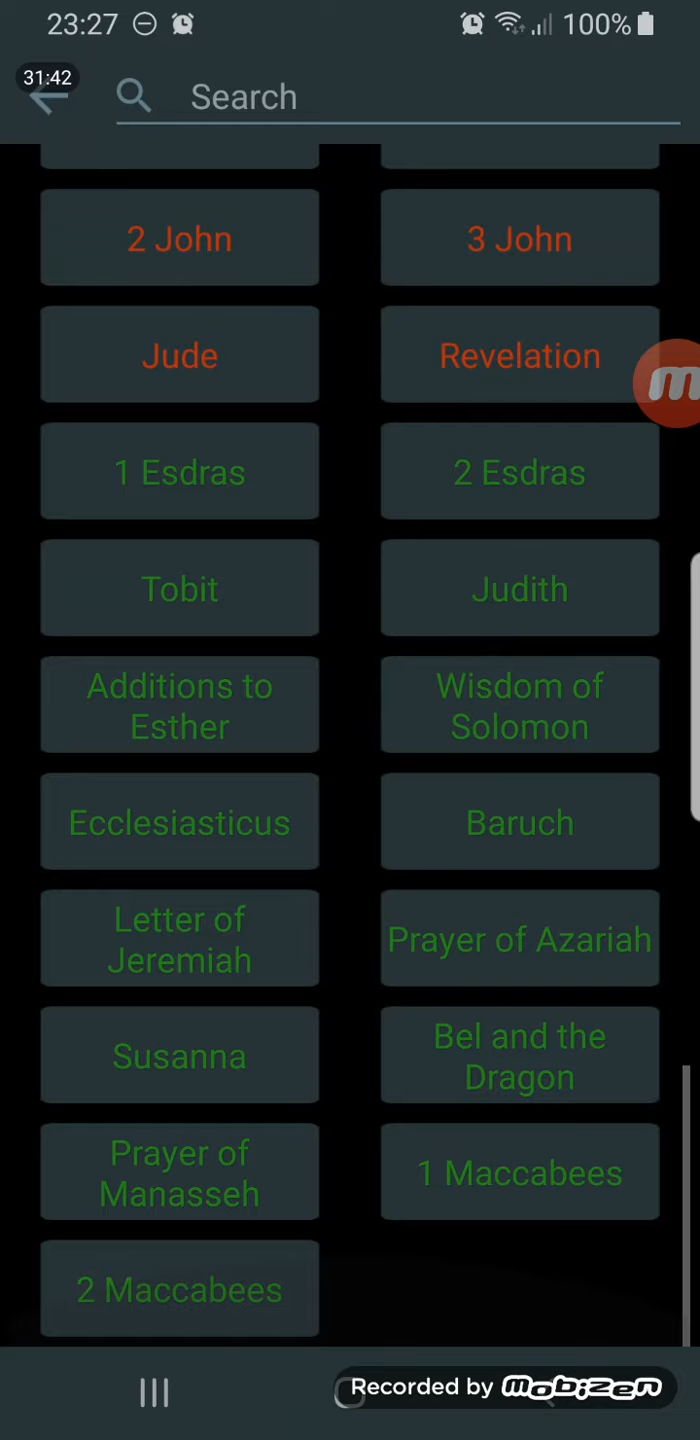 23:27
100%
31:42
Search
2 John
3 John
Jude
Revelation
m
1 Esdras
2 Esdras
Tobit
Judith
Additions to
Esther
Wisdom of
Solomon
Ecclesiasticus
Baruch
Letter of
Jeremiah
Prayer of Azariah
Susanna
Bel and the
Dragon
Prayer of
Manasseh
1 Maccabees
2 Maccabees
Recorded by mobizen